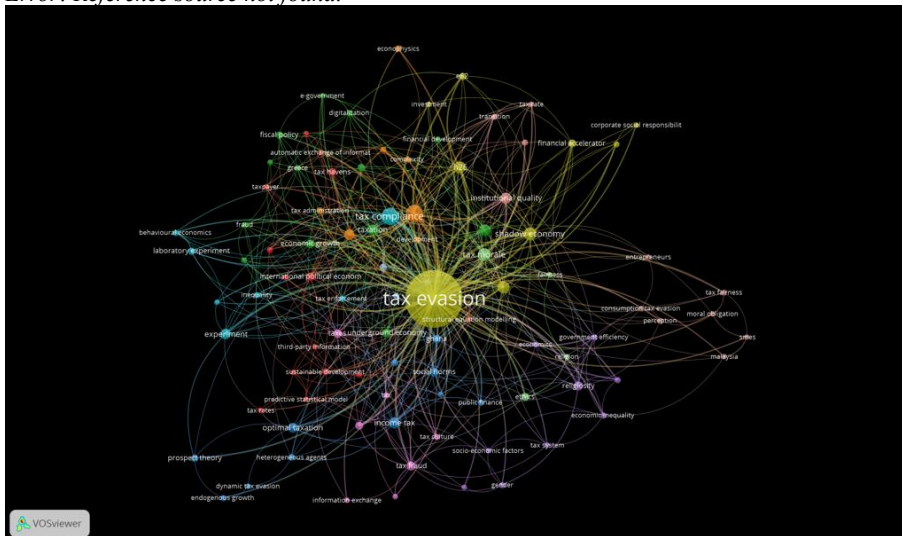 Error! Reference source not found.
econophysics
e62
e-government
investment
tax rate
digitalization
transition
corporate social responsibilit
fiscal policy
financial development
financial accelerator
automatic exchange of informat
complexity
greece
tax havens
h26
taxpayer
institutional quality
tax administration
tax compliance
fraud
taxation
behavioural economics
development
shadow economy
economic growth
laboratory experiment
tax morale
entrepreneurs
international political econom
fairness
inequality
tax enforcement
tax evasion
tax fairness
consumption tax evasion
moral obligation
structural equation modelling
perception
experiment
taxes
underground economy
ghana
government efficiency
smes
third-party information
economics
religion
malaysia
sustainable development
social norms
religiosity
predictive statistical model
ethics
public finance
tax rates
economic inequality
optimal taxation
income tax
tax culture
tax system
socio-economic factors
prospect theory
heterogeneous agents
tax fraud
dynamic tax evasion
gender
endogenous growth
information exchange
VOSviewer